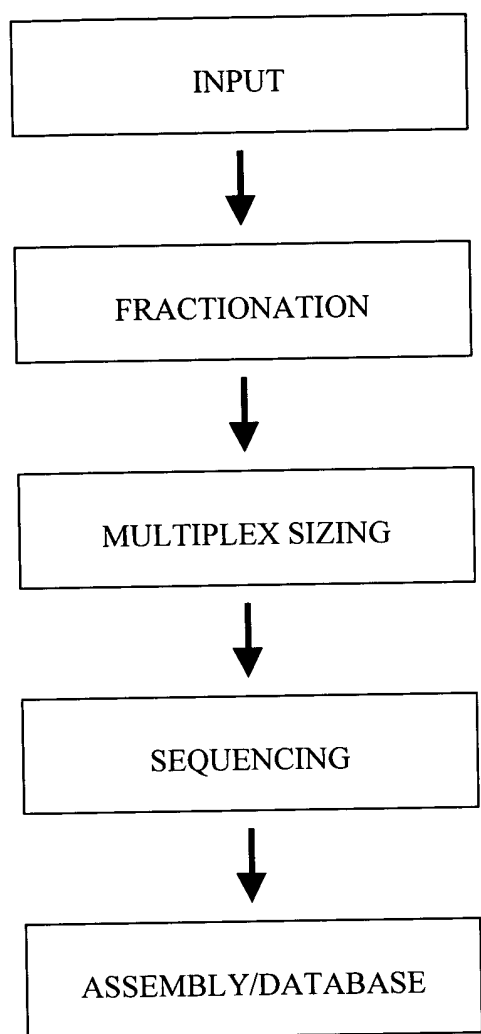 INPUT
FRACTIONATION
MULTIPLEX SIZING
SEQUENCING
ASSEMBLY/DATABASE